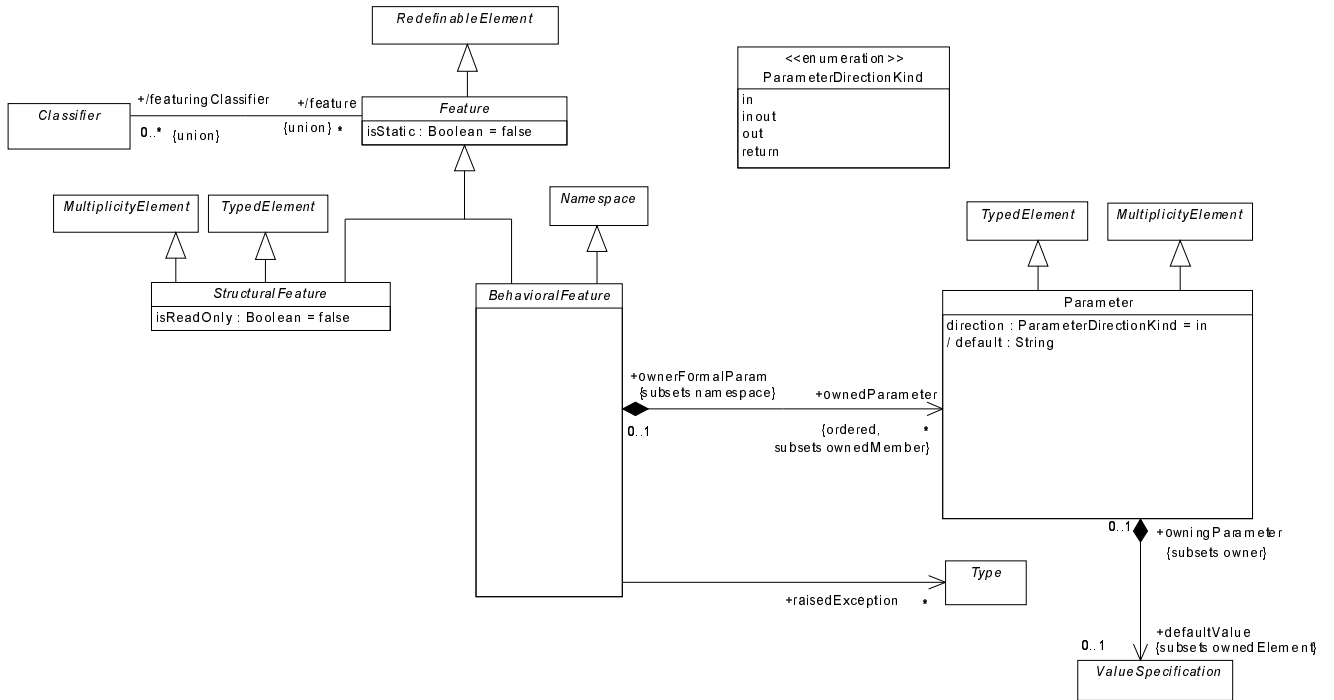 RedefinableElement
<<enumeration>>
ParameterDirectionKind
in
inout
out
return
Classifier
+/featuringClassifier
0..*
{union}
+/feature
{union}
*
Feature
isStatic : Boolean = false
MultiplicityElement
TypedElement
Namespace
TypedElement
MultiplicityElement
StructuralFeature
isReadOnly : Boolean = false
BehavioralFeature
Parameter
direction : ParameterDirectionKind = in
/ default : String
+ownerFormalParam
{subsets namespace}
0..1
+ownedParameter
{ordered,
*
subsets ownedMember}
0..1
+owningParameter
{subsets owner}
Type
+raisedException
*
+defaultValue
0..1
{subsets ownedElement}
ValueSpecification